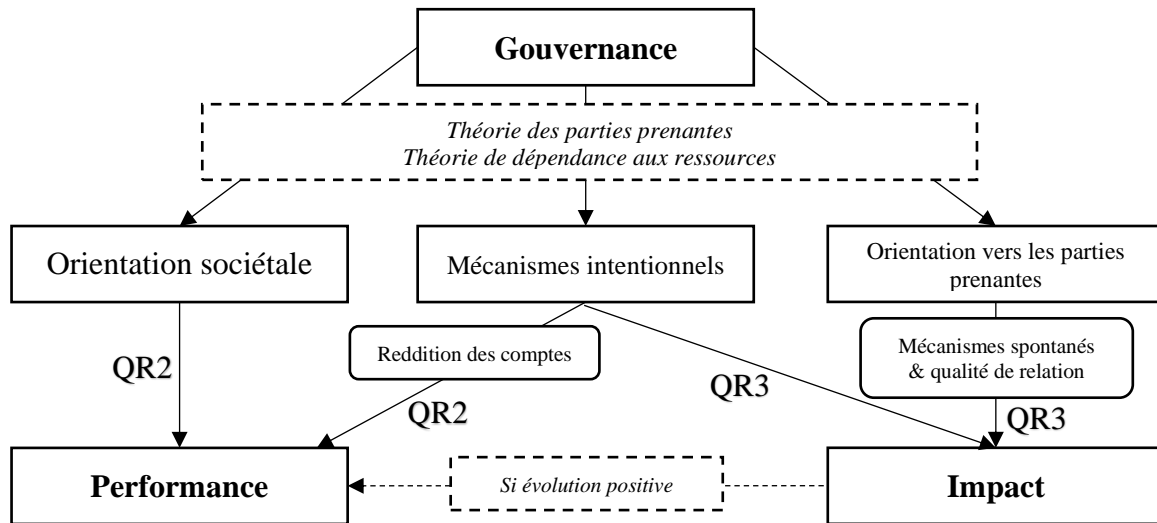 Gouvernance
Théorie des parties prenantes
Théorie de dépendance aux ressources
Orientation sociétale
Mécanismes intentionnels
Orientation vers les parties
prenantes
Reddition des comptes
Mécanismes spontanés
& qualité de relation
QR2
QR3
QR2
QR3
Performance
Si évolution positive
Impact